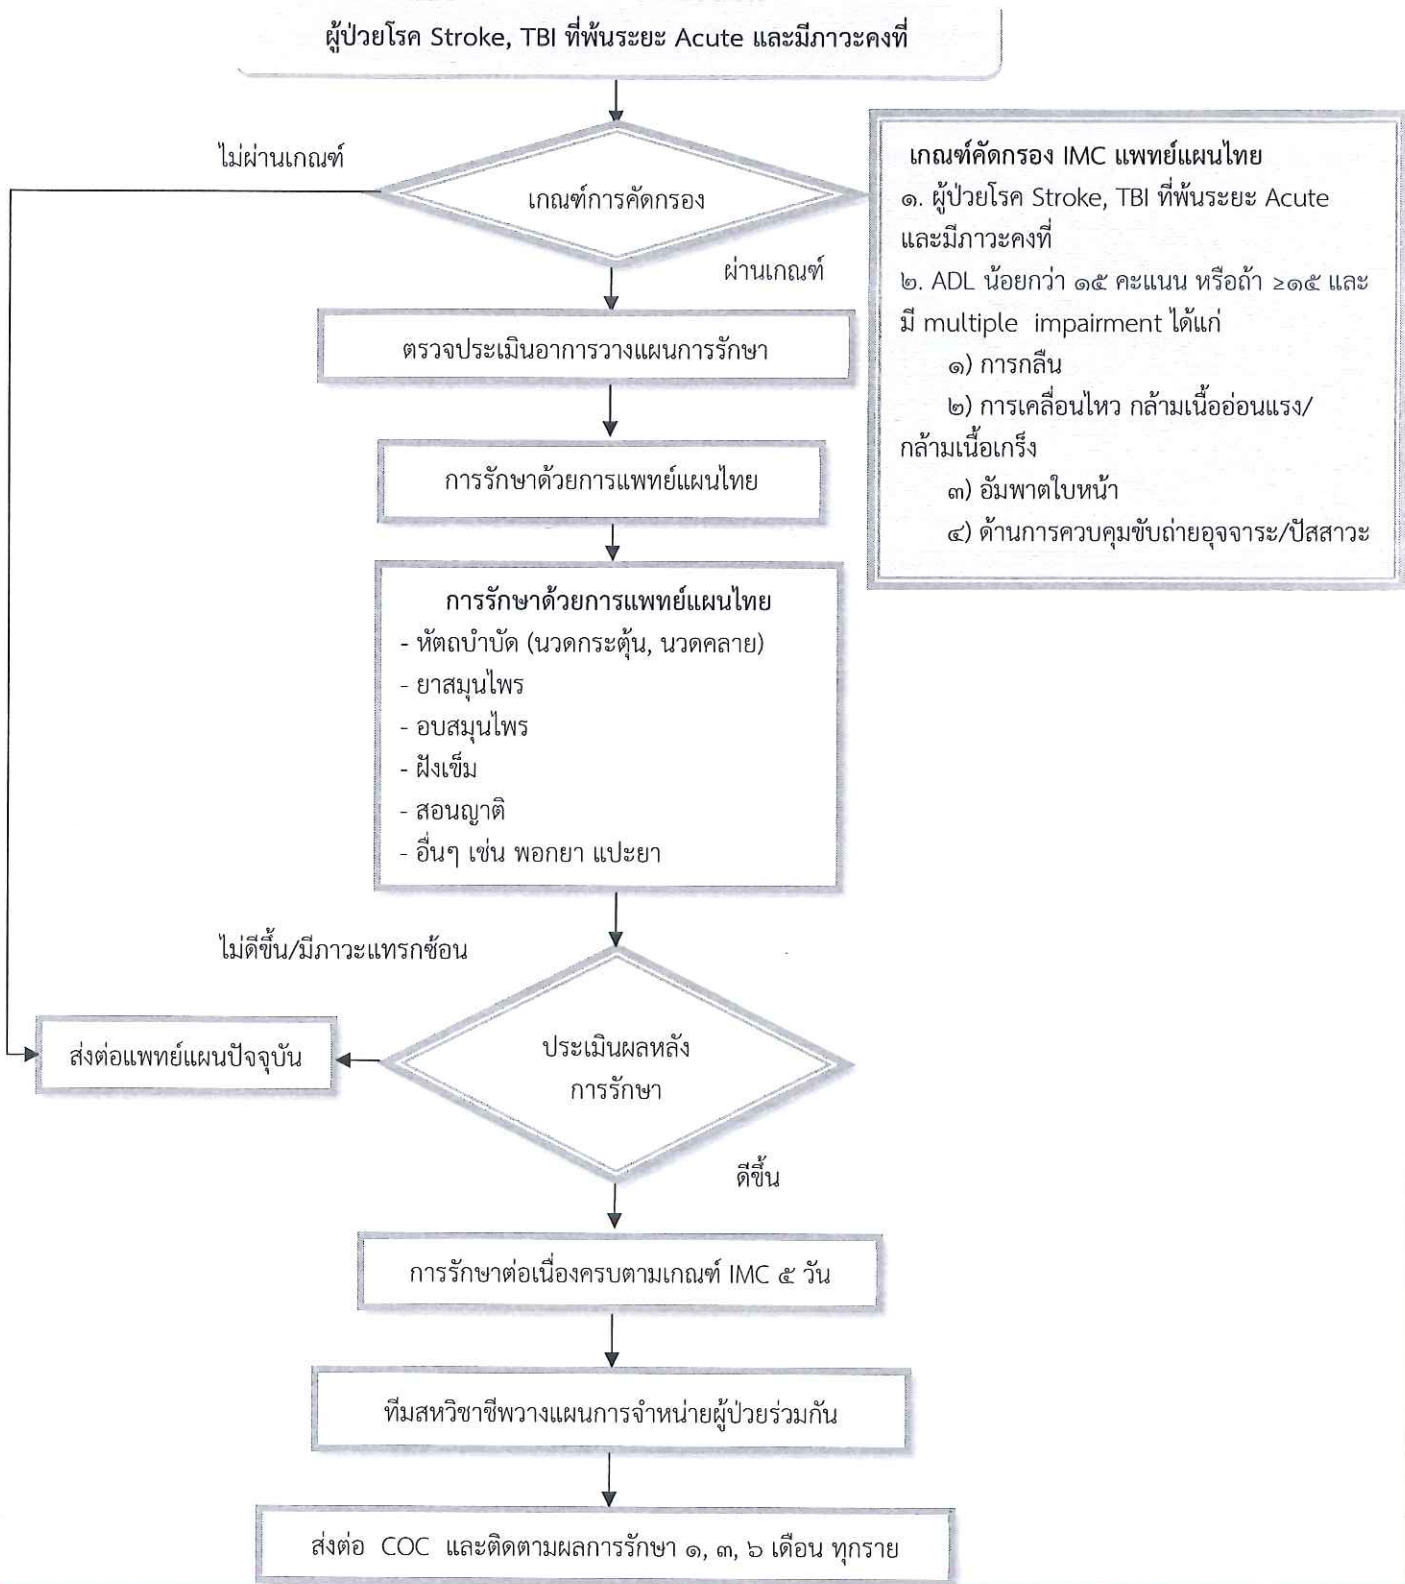 ผู้ป่วยโรค Stroke, TBI ที่พ้นระยะ Acute และมีภาวะคงที่
ไม่ผ่านเกณฑ์
เกณฑ์การคัดกรอง
ผ่านเกณฑ์
เกณฑ์คัดกรอง IMC แพทย์แผนไทย
๑. ผู้ป่วยโรค Stroke, TBI ที่พ้นระยะ Acute
และมีภาวะคงที่
๒. ADL น้อยกว่า ๑๕ คะแนน หรือถ้า ≥๑๕ และ
มี multiple impairment ได้แก่
๑) การกลืน
๒) การเคลื่อนไหว กล้ามเนื้ออ่อนแรง/
กล้ามเนื้อเกร็ง
๓) อัมพาตใบหน้า
๔) ด้านการควบคุมขับถ่ายอุจจาระ/ปัสสาวะ
ตรวจประเมินอาการวางแผนการรักษา
การรักษาด้วยการแพทย์แผนไทย
การรักษาด้วยการแพทย์แผนไทย
- หัตถบำบัด (นวดกระตุ้น, นวดคลาย)
- ยาสมุนไพร
- อบสมุนไพร
- ฝังเข็ม
- สอนญาติ
- อื่นๆ เช่น พอกยา แปะยา
ไม่ดีขึ้น/มีภาวะแทรกซ้อน
ส่งต่อแพทย์แผนปัจจุบัน
ประเมินผลหลัง
การรักษา
ดีขึ้น
การรักษาต่อเนื่องครบตามเกณฑ์ IMC ๕ วัน
ทีมสหวิชาชีพวางแผนการจำหน่ายผู้ป่วยร่วมกัน
ส่งต่อ COC และติดตามผลการรักษา ๑, ๓, ๖ เดือน ทุกราย